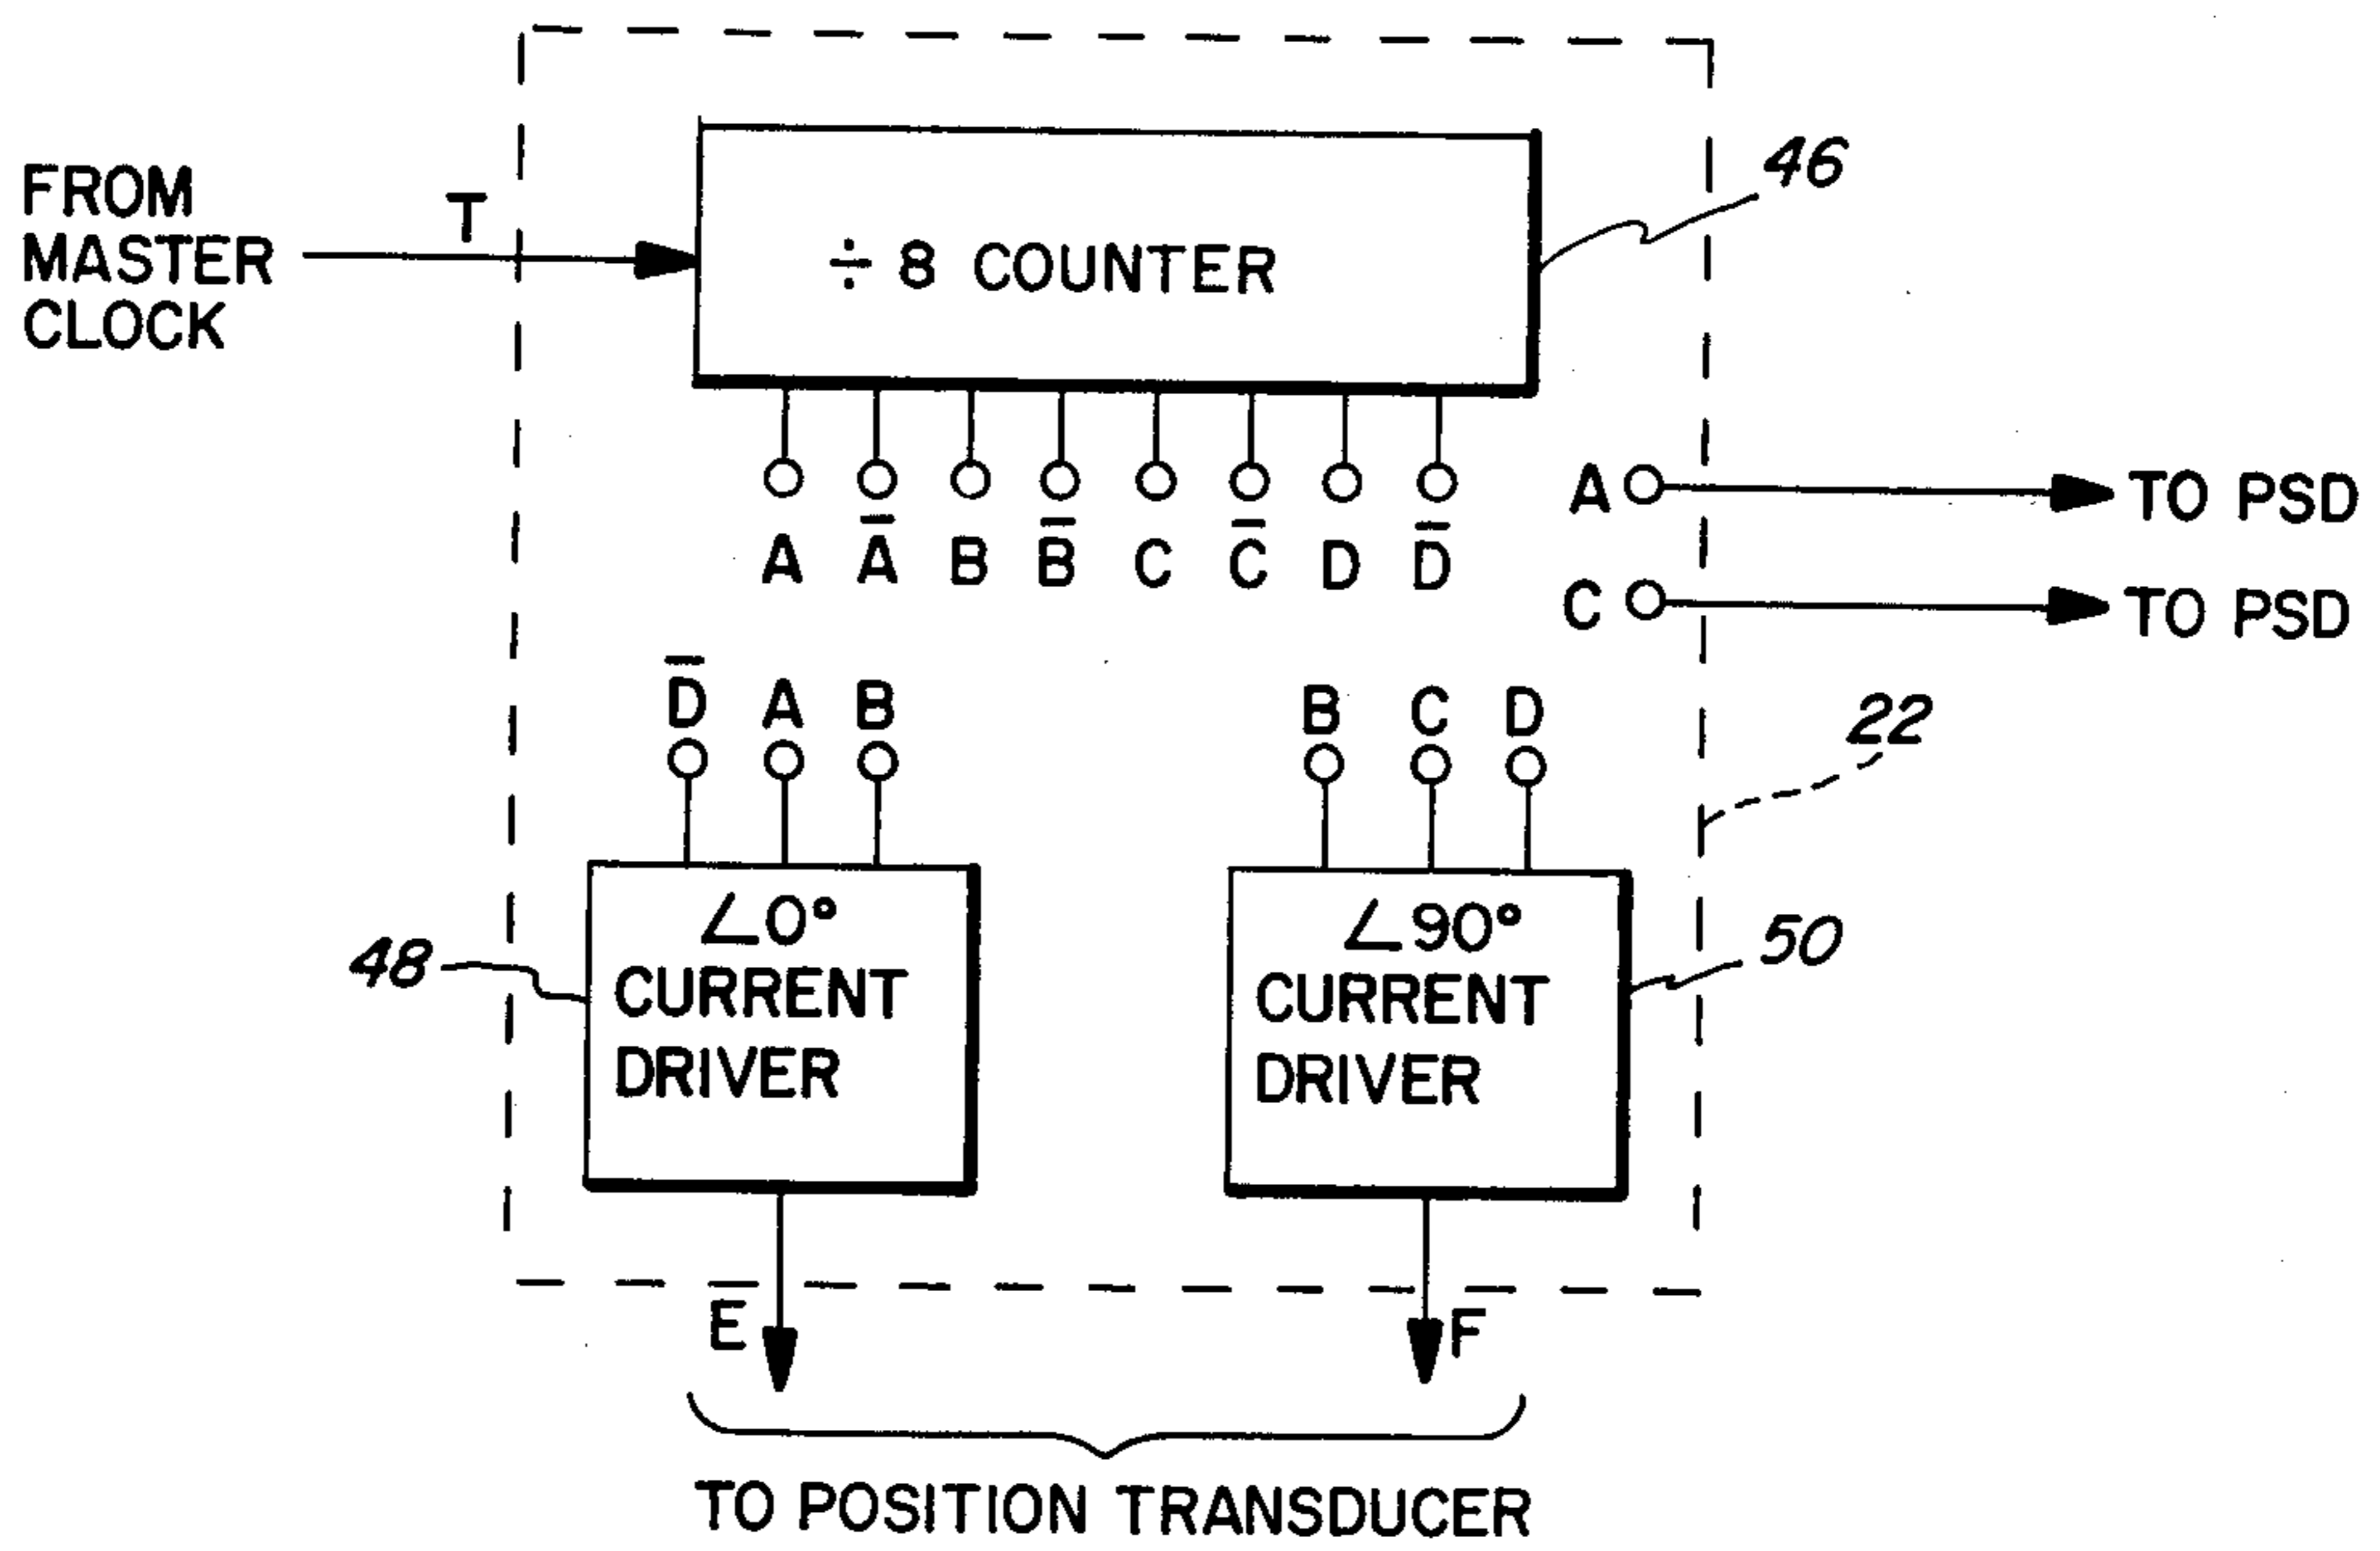 FROM
MASTER
CLOCK
T
÷ 8 COUNTER
46
A A̅ B B̅ C C̅ D D̅
A TO PSD
C TO PSD
D̅ A B
B C D
22
∠0°
CURRENT
DRIVER
48
∠90°
CURRENT
DRIVER
50
E
F
TO POSITION TRANSDUCER